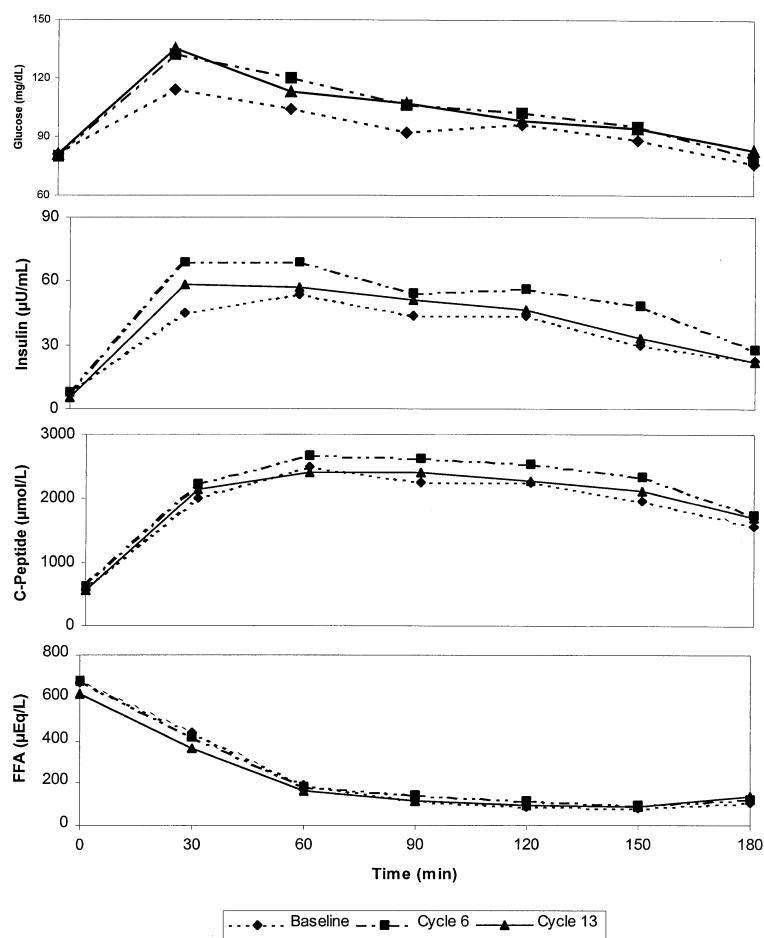 150
120
90
60
Glucose (mg/dL)
90
60
30
0
Insulin (µU/mL)
3000
2000
1000
0
C-Peptide (µmol/L)
800
600
400
200
0
FFA (µEq/L)
0 30 60 90 120 150 180
Time (min)
Baseline Cycle 6 Cycle 13